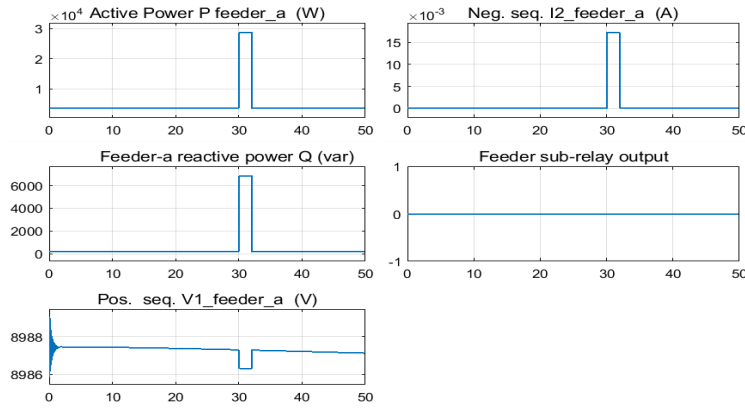 ×10⁴ Active Power P feeder_a (W)
3
2
1
0 10 20 30 40 50
×10⁻³ Neg. seq. I2_feeder_a (A)
15
10
5
0
0 10 20 30 40 50
Feeder-a reactive power Q (var)
6000
4000
2000
0
0 10 20 30 40 50
Feeder sub-relay output
1
0
-1
0 10 20 30 40 50
Pos. seq. V1_feeder_a (V)
8988
8986
0 10 20 30 40 50